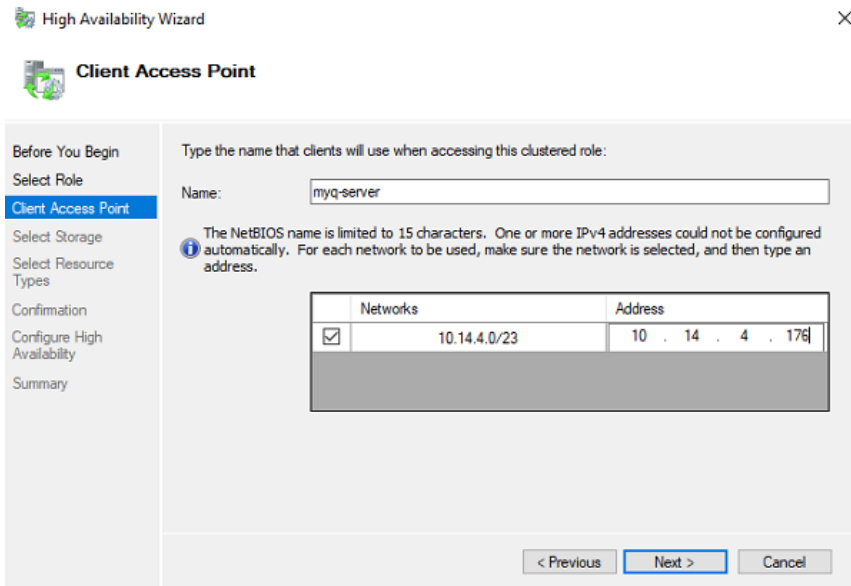 High Availability Wizard
Client Access Point
Before You Begin
Select Role
Client Access Point
Select Storage
Select Resource
Types
Confirmation
Configure High
Availability
Summary
Type the name that clients will use when accessing this clustered role:
Name: myq-server
The NetBIOS name is limited to 15 characters. One or more IPv4 addresses could not be configured
automatically. For each network to be used, make sure the network is selected, and then type an
address.
Networks Address
10.14.4.0/23 10 . 14 . 4 . 176
< Previous Next > Cancel